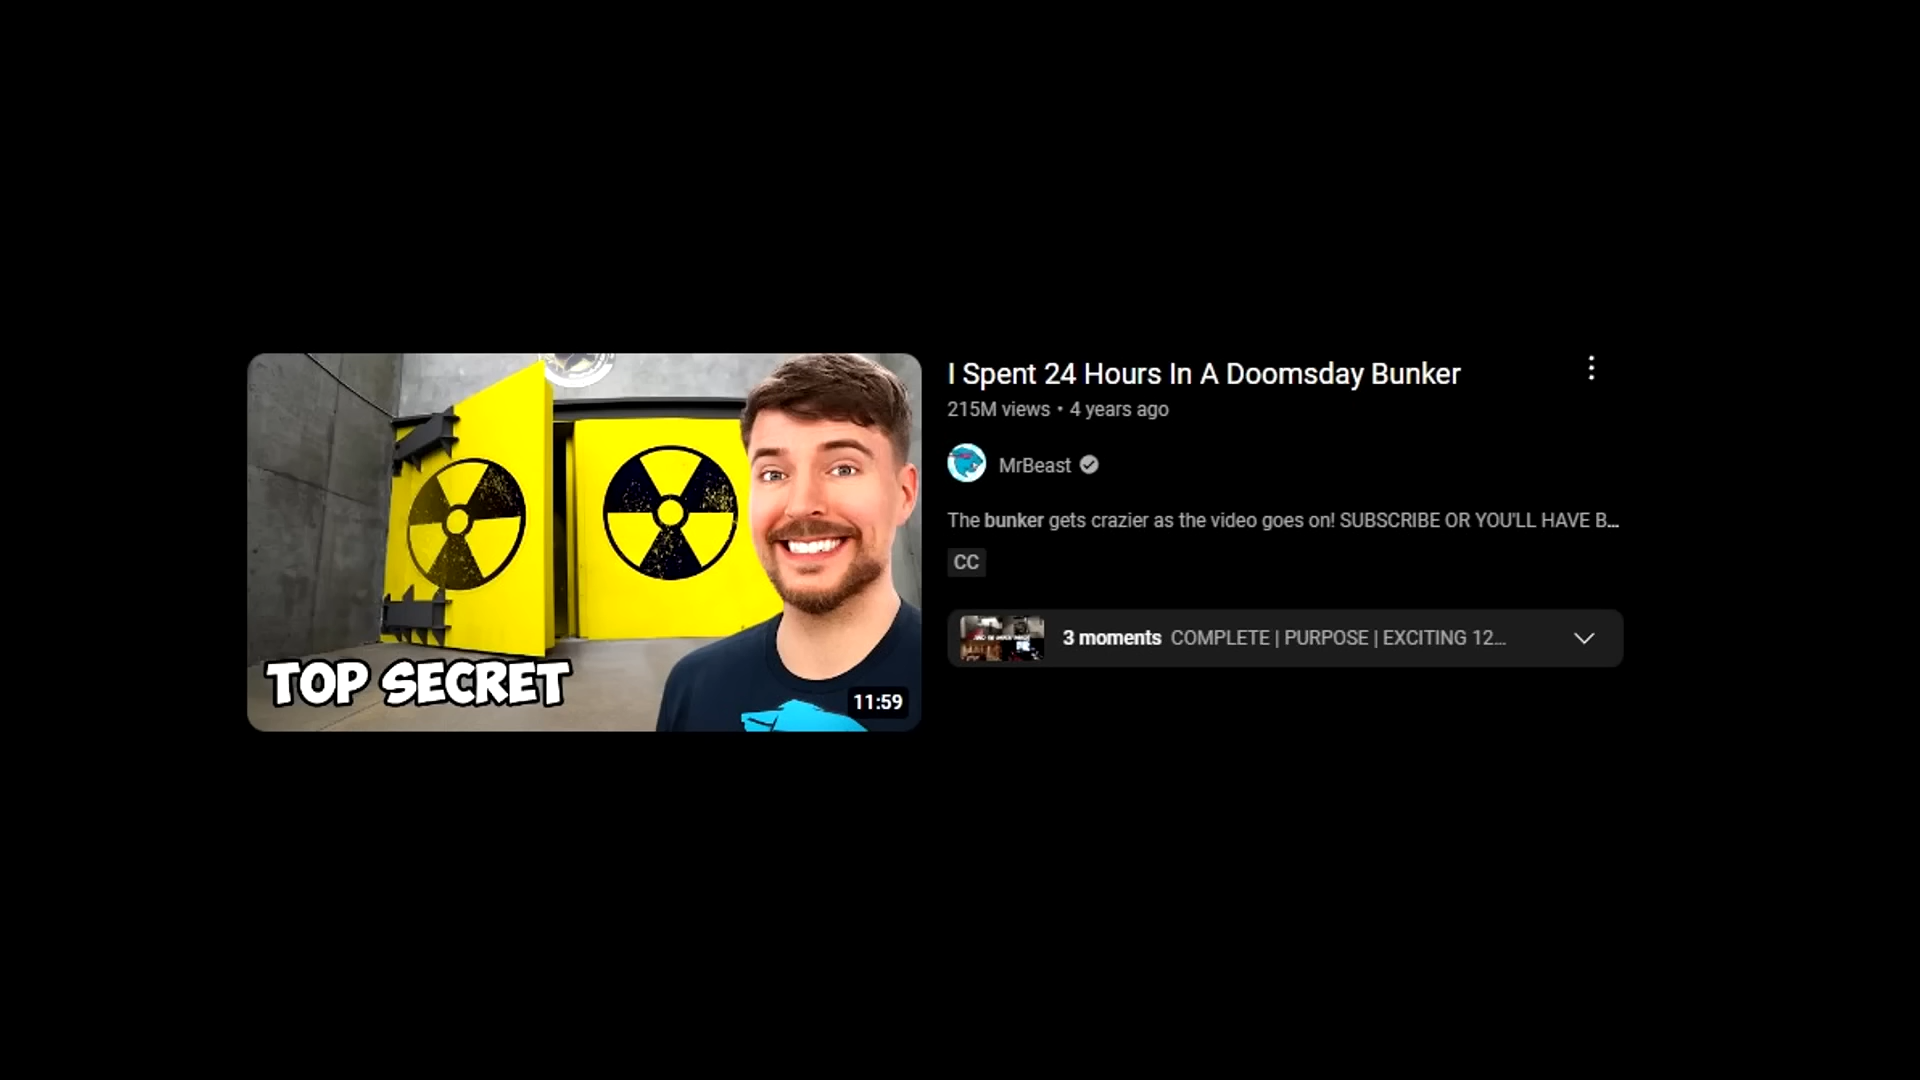 TOP SECRET
11:59
I Spent 24 Hours In A Doomsday Bunker
215M views • 4 years ago
MrBeast
The bunker gets crazier as the video goes on! SUBSCRIBE OR YOU'LL HAVE B...
CC
3 moments COMPLETE | PURPOSE | EXCITING 12...